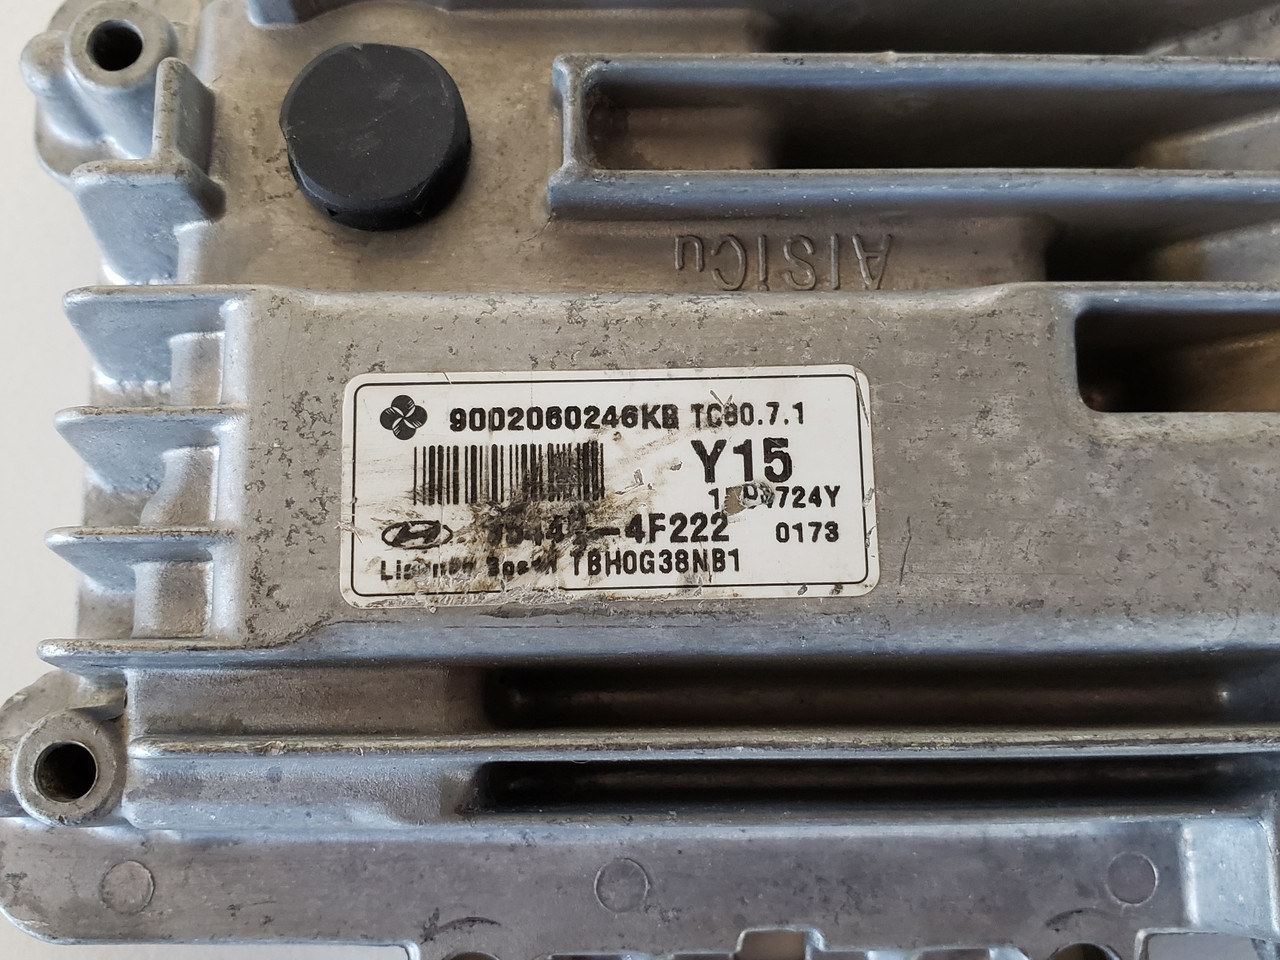 AlSiCu
9002060246KB TC80.7.1
Y15
0173
4F222
TBH0G38NB1